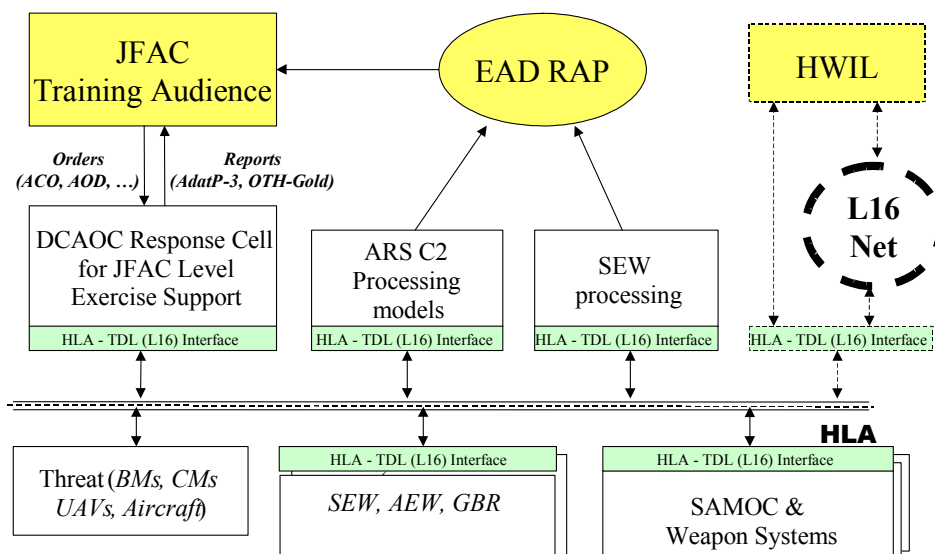 JFAC
Training Audience
EAD RAP
HWIL
Orders
(ACO, AOD, …)
Reports
(AdatP-3, OTH-Gold)
L16
Net
DCAOC Response Cell
for JFAC Level
Exercise Support
ARS C2
Processing
models
SEW
processing
HLA - TDL (L16) Interface
HLA - TDL (L16) Interface
HLA - TDL (L16) Interface
HLA - TDL (L16) Interface
HLA
Threat (BMs, CMs
UAVs, Aircraft)
HLA - TDL (L16) Interface
SEW, AEW, GBR
HLA - TDL (L16) Interface
SAMOC &
Weapon Systems